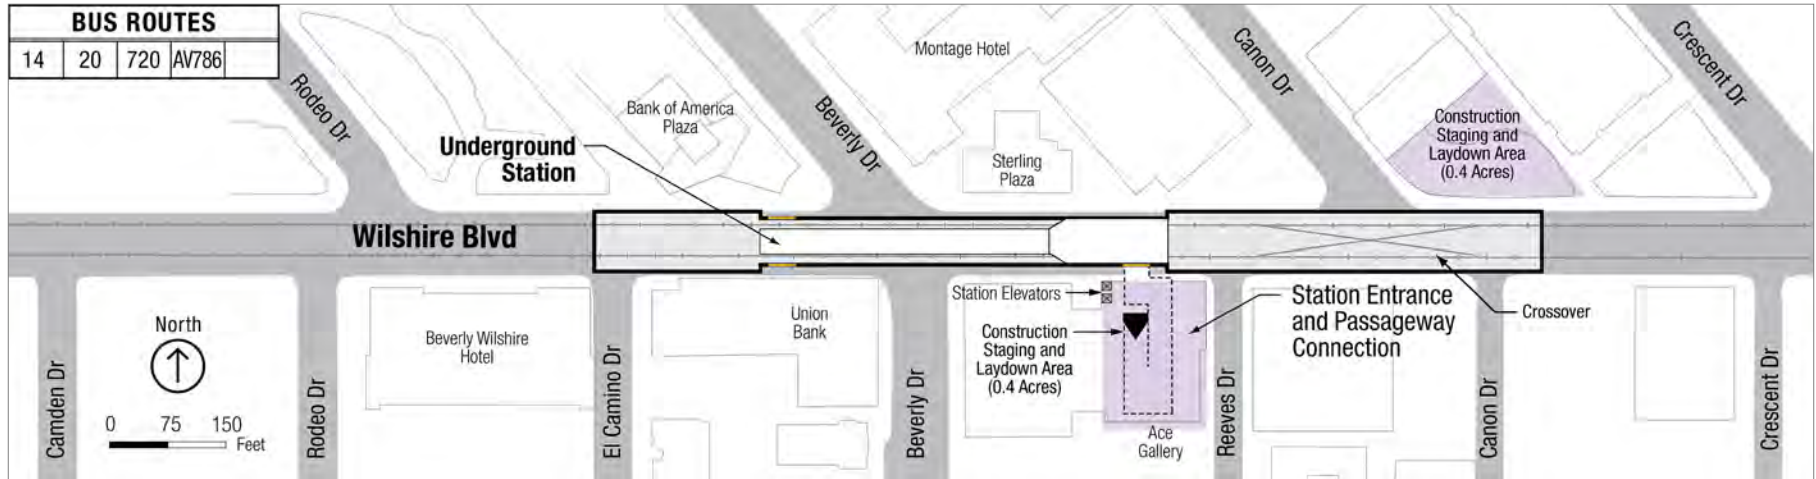 BUS ROUTES
14 20 720 AV786
Rodeo Dr
Bank of America
Plaza
Underground
Station
Beverly Dr
Montage Hotel
Sterling
Plaza
Canon Dr
Construction
Staging and
Laydown Area
(0.4 Acres)
Crescent Dr
Wilshire Blvd
North
0 75 150
Feet
Camden Dr
Rodeo Dr
Beverly Wilshire
Hotel
El Camino Dr
Union
Bank
Beverly Dr
Station Elevators
Construction
Staging and
Laydown Area
(0.4 Acres)
Ace
Gallery
Reeves Dr
Station Entrance
and Passageway
Connection
Canon Dr
Crossover
Crescent Dr